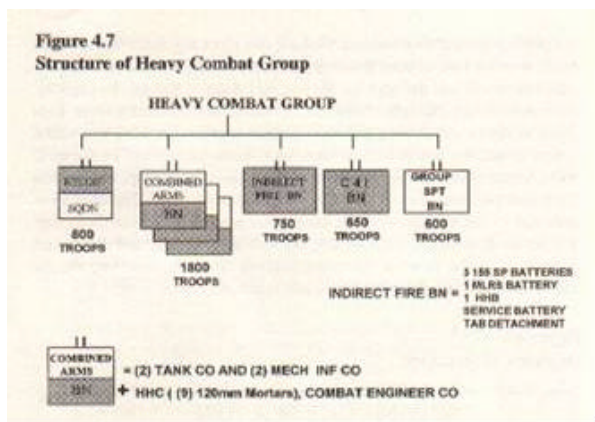 Figure 4.7
Structure of Heavy Combat Group
HEAVY COMBAT GROUP
SQDN
800
TROOPS
COMBINED
ARMS
BN
1800
TROOPS
INDIRECT
FIRE BN
750
TROOPS
C4I
BN
650
TROOPS
GROUP
SPT
BN
600
TROOPS
INDIRECT FIRE BN =
3 155 SP BATTERIES
1 MLRS BATTERY
1 HHB
SERVICE BATTERY
TAB DETACHMENT
COMBINED
ARMS
BN
= (2) TANK CO AND (2) MECH INF CO
+ HHC ( (9) 120mm Mortars), COMBAT ENGINEER CO